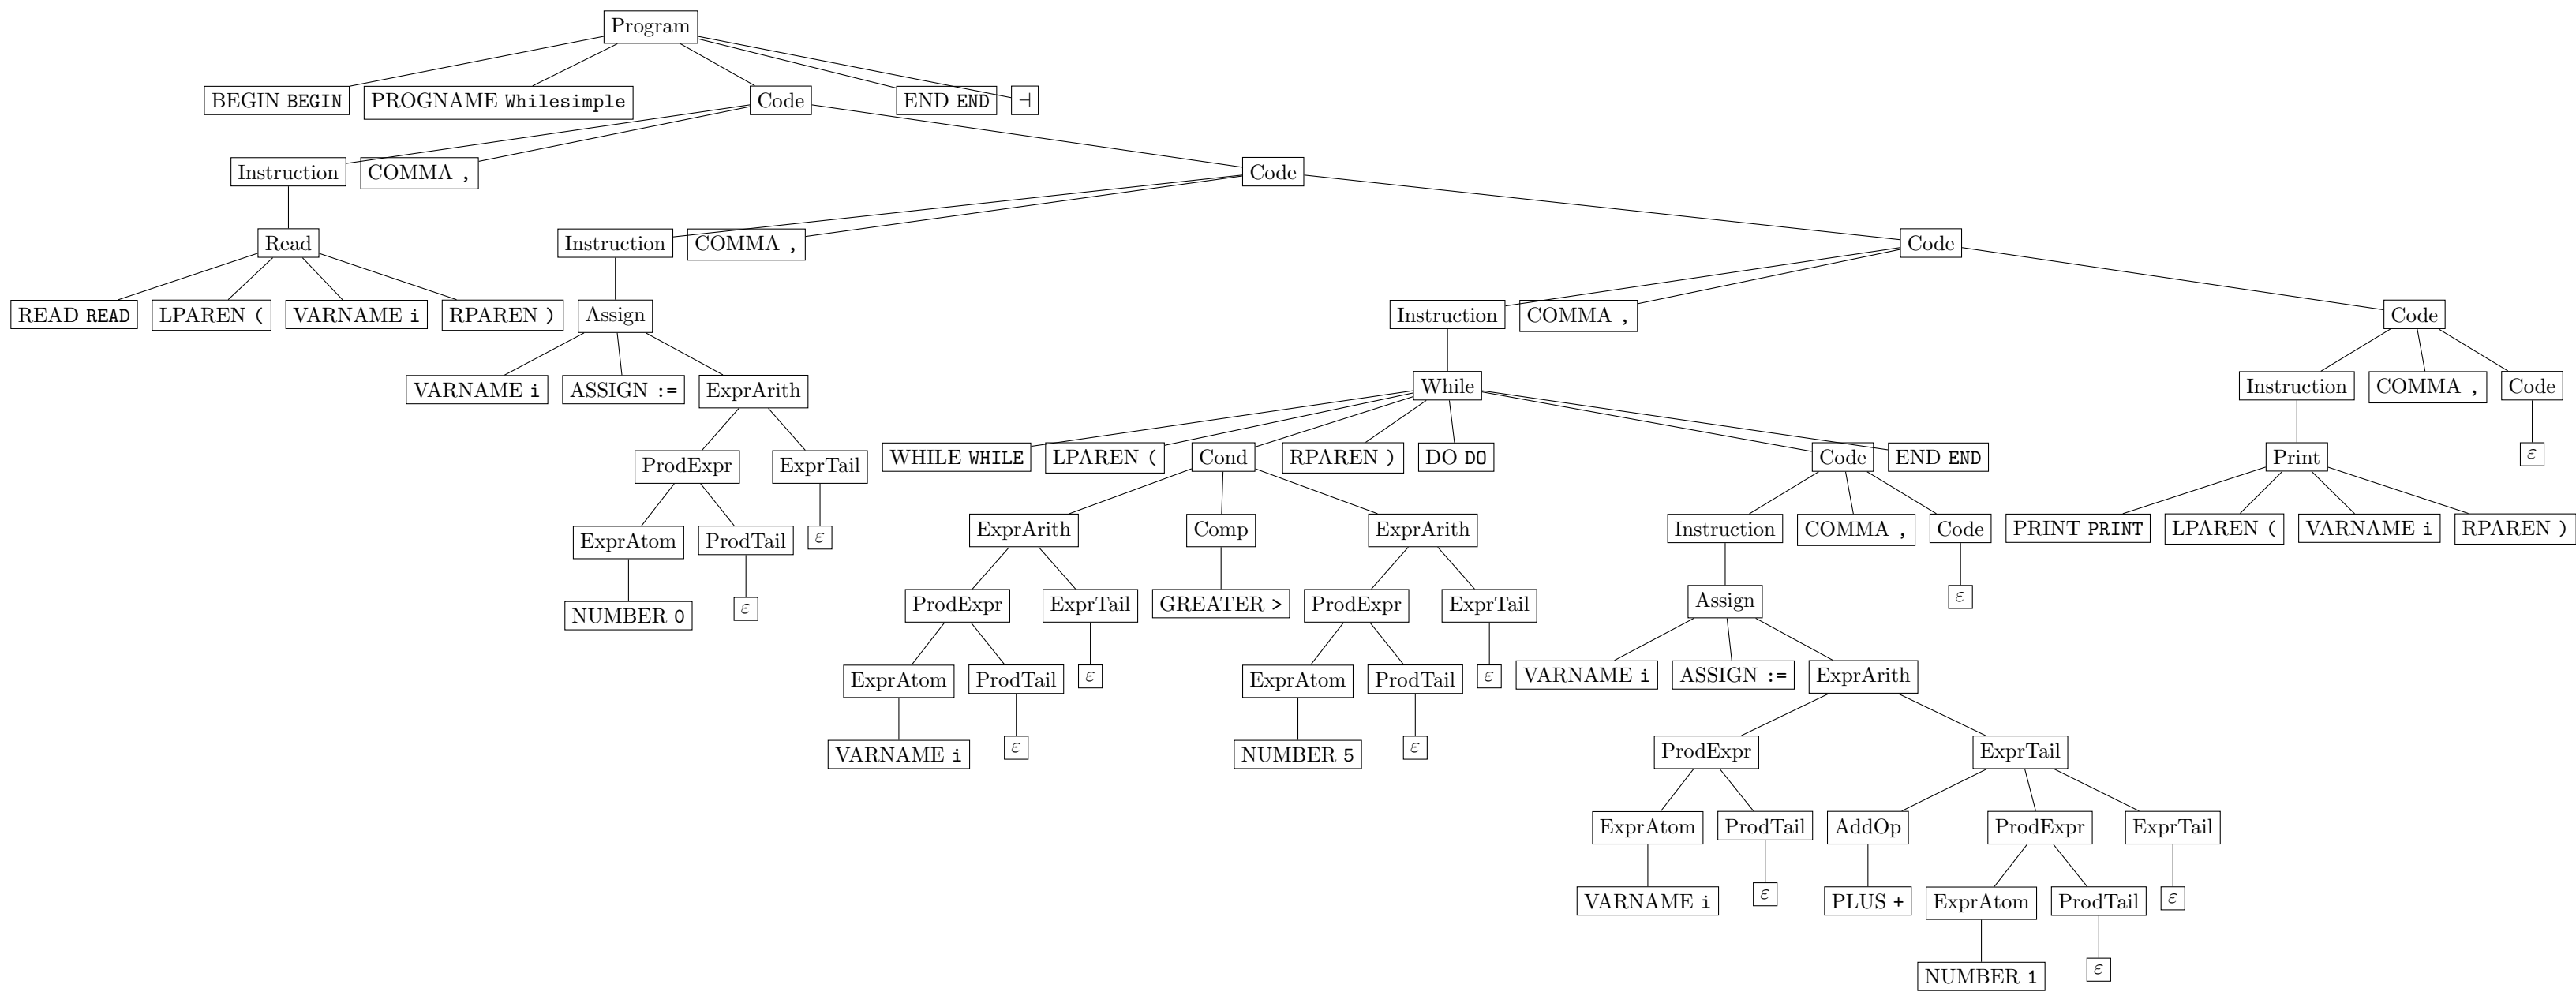 Program
BEGIN BEGIN PROGNAME Whilesimple Code END END ⊣
Instruction COMMA , Code
Read Instruction COMMA , Code
READ READ LPAREN ( VARNAME i RPAREN ) Assign Instruction COMMA , Code
VARNAME i ASSIGN := ExprArith While Instruction COMMA , Code
ProdExpr ExprTail WHILE WHILE LPAREN ( Cond RPAREN ) DO DO Code END END Print ε
ExprAtom ProdTail ε ExprArith Comp ExprArith Instruction COMMA , Code PRINT PRINT LPAREN ( VARNAME i RPAREN )
NUMBER 0 ε ProdExpr ExprTail GREATER > ProdExpr ExprTail Assign ε
ExprAtom ProdTail ε ExprAtom ProdTail ε VARNAME i ASSIGN := ExprArith
VARNAME i ε NUMBER 5 ε ProdExpr ExprTail
ExprAtom ProdTail AddOp ProdExpr ExprTail
VARNAME i ε PLUS + ExprAtom ProdTail ε
NUMBER 1 ε